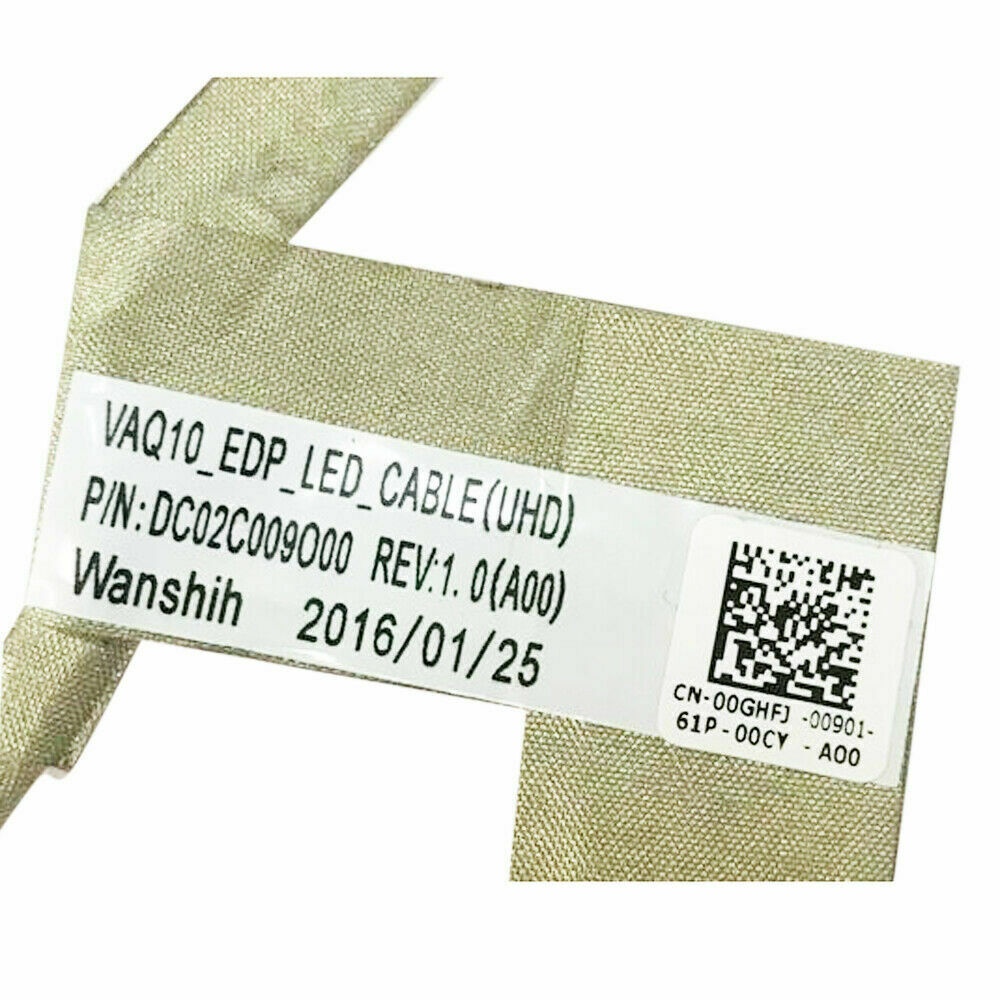 VAQ10_EDP_LED_CABLE(UHD)
P/N:DC02C009O00 REV:1.0(A00)
Wanshih 2016/01/25
CN-00GHFJ -00901-
61P-00CY - A00